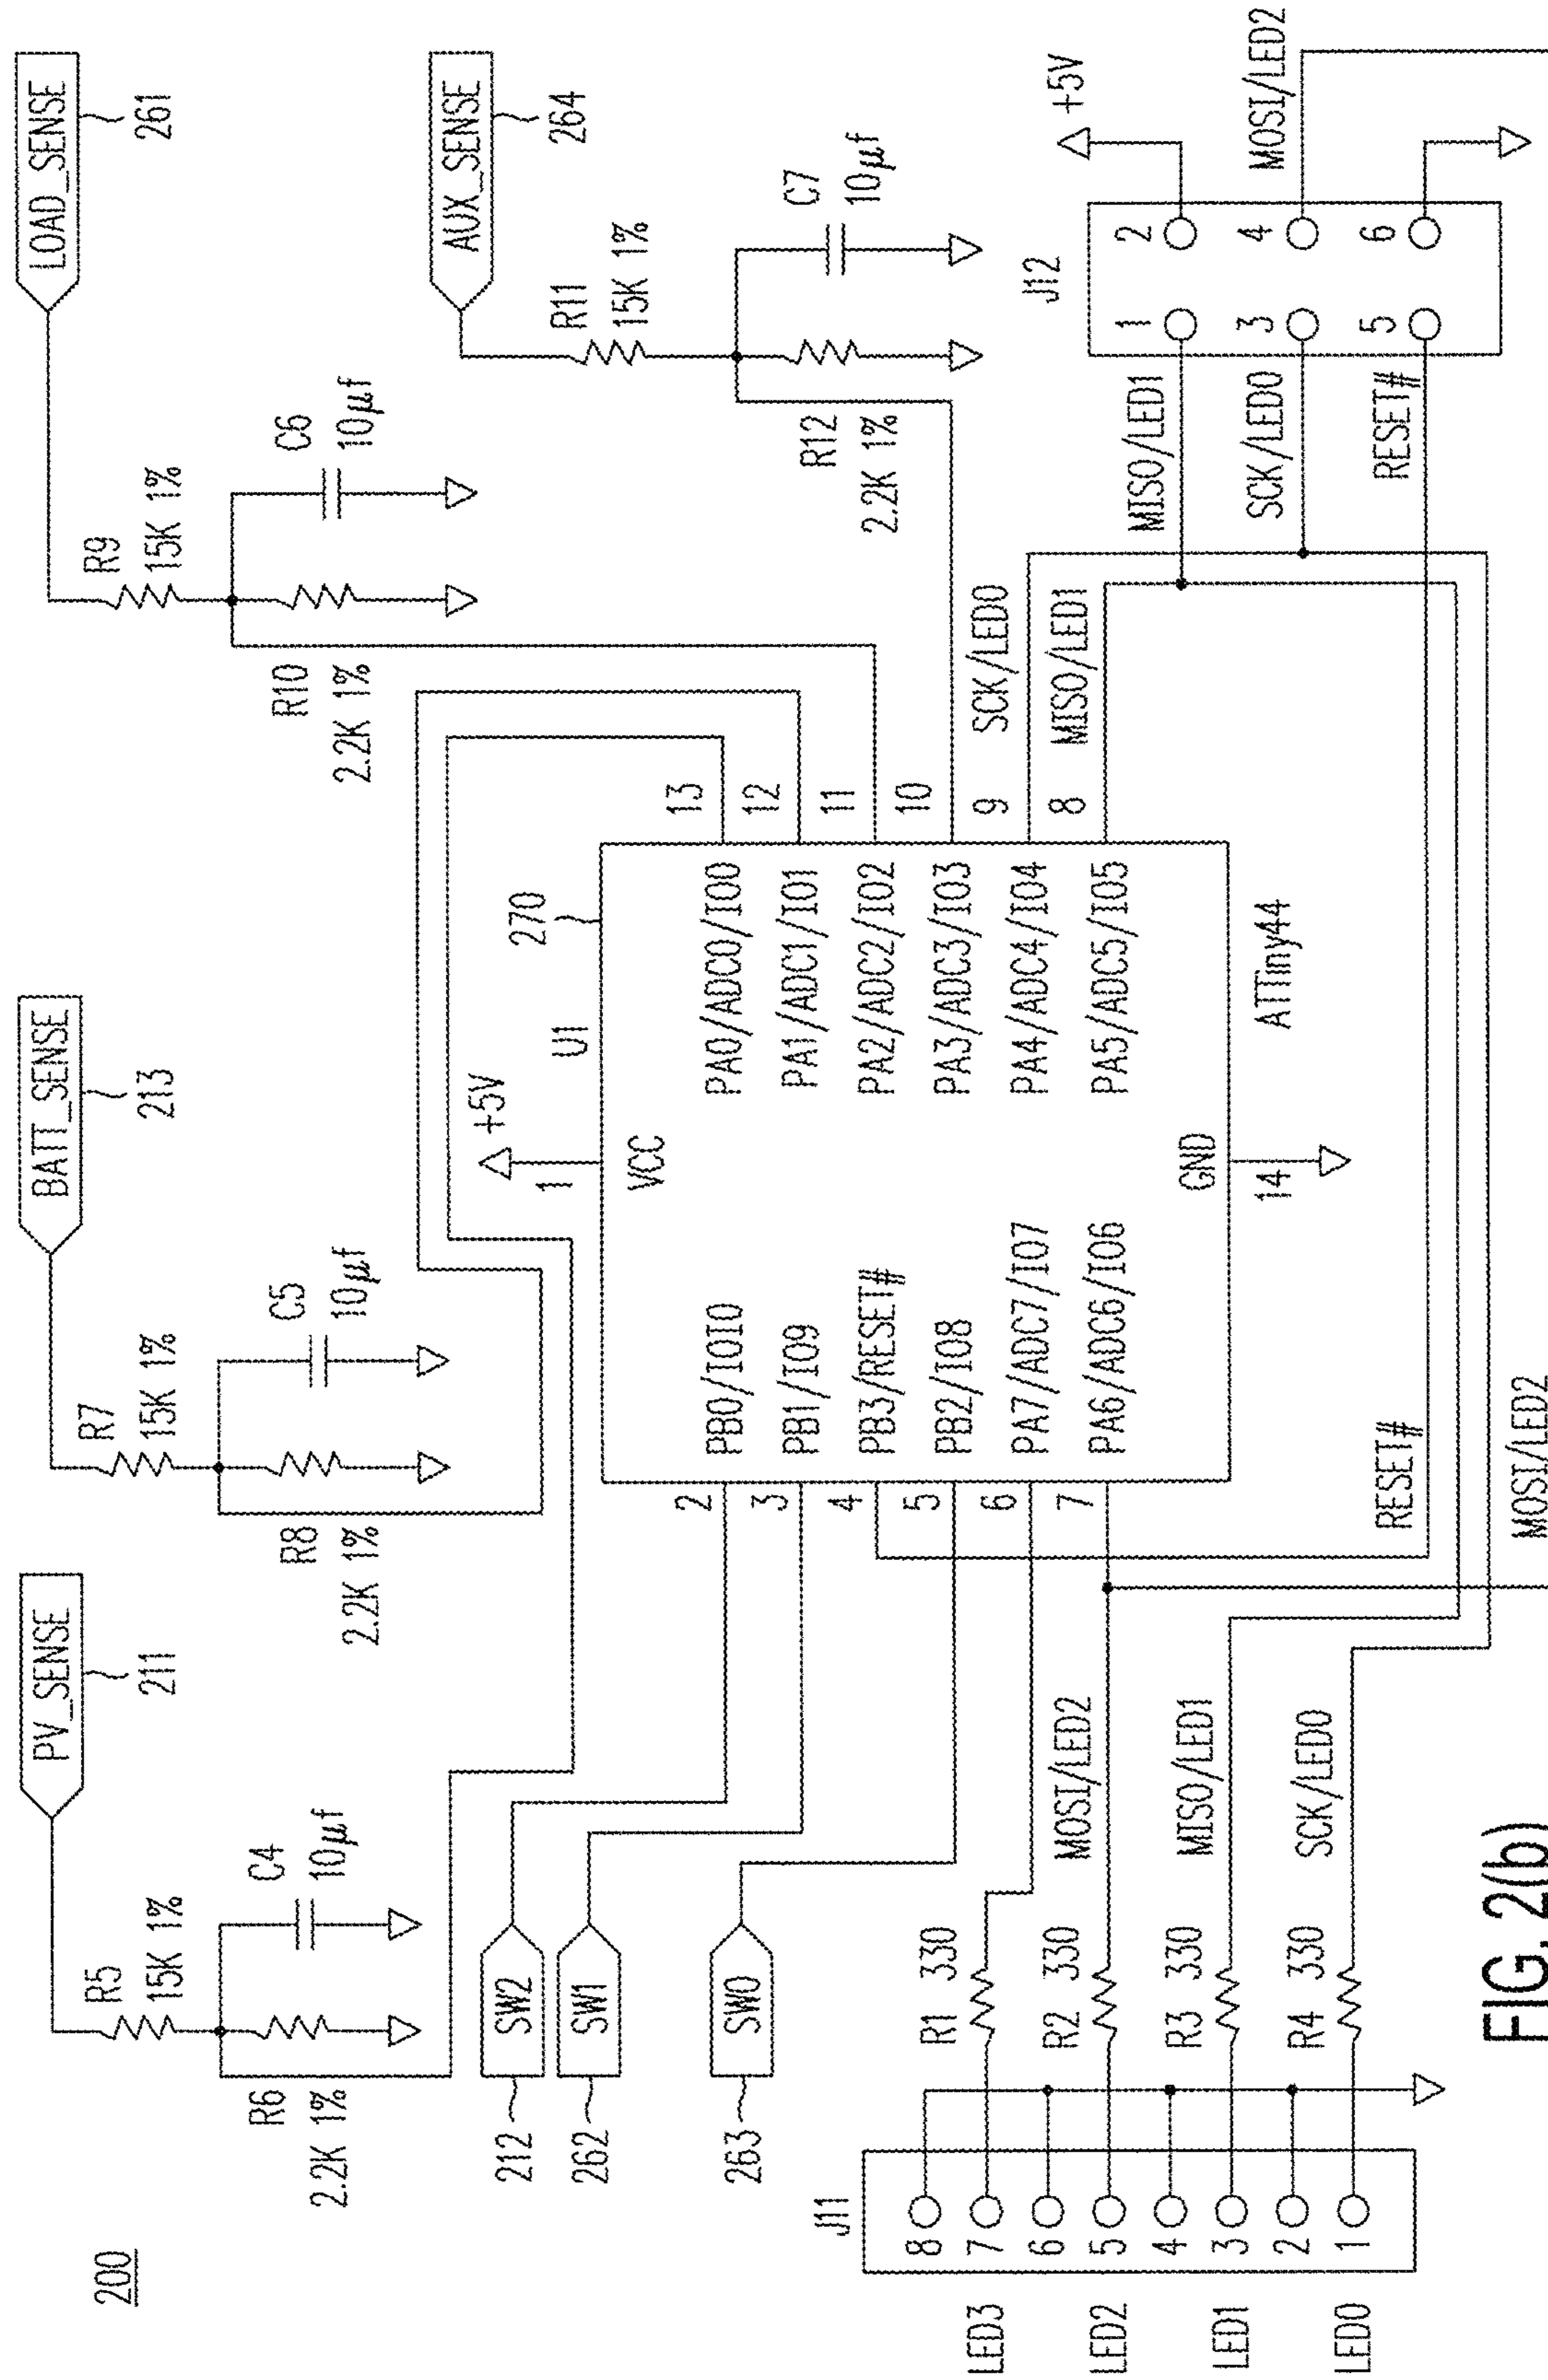 200
PV_SENSE
211
BATT_SENSE
213
LOAD_SENSE
261
AUX_SENSE
264
R5
15K 1%
R6
2.2K 1%
C4
10µf
R7
15K 1%
R8
2.2K 1%
C5
10µf
R9
15K 1%
R10
2.2K 1%
C6
10µf
R11
15K 1%
R12
2.2K 1%
C7
10µf
SW2
212
SW1
262
SW0
263
+5V
1
VCC
U1
270
2
PB0/IO10
3
PB1/IO9
4
PB3/RESET#
5
PB2/IO8
6
PA7/ADC7/IO7
7
PA6/ADC6/IO6
PA0/ADC0/IO0
13
PA1/ADC1/IO1
12
PA2/ADC2/IO2
11
PA3/ADC3/IO3
10
PA4/ADC4/IO4
9
PA5/ADC5/IO5
8
GND
14
ATTiny44
SCK/LED0
MISO/LED1
J11
8
7
6
5
4
3
2
1
LED3
LED2
LED1
LED0
R1 330
R2 330
R3 330
R4 330
MOSI/LED2
MISO/LED1
SCK/LED0
RESET#
MOSI/LED2
J12
1
2
3
4
5
6
+5V
MISO/LED1
SCK/LED0
RESET#
MOSI/LED2
FIG. 2(b)